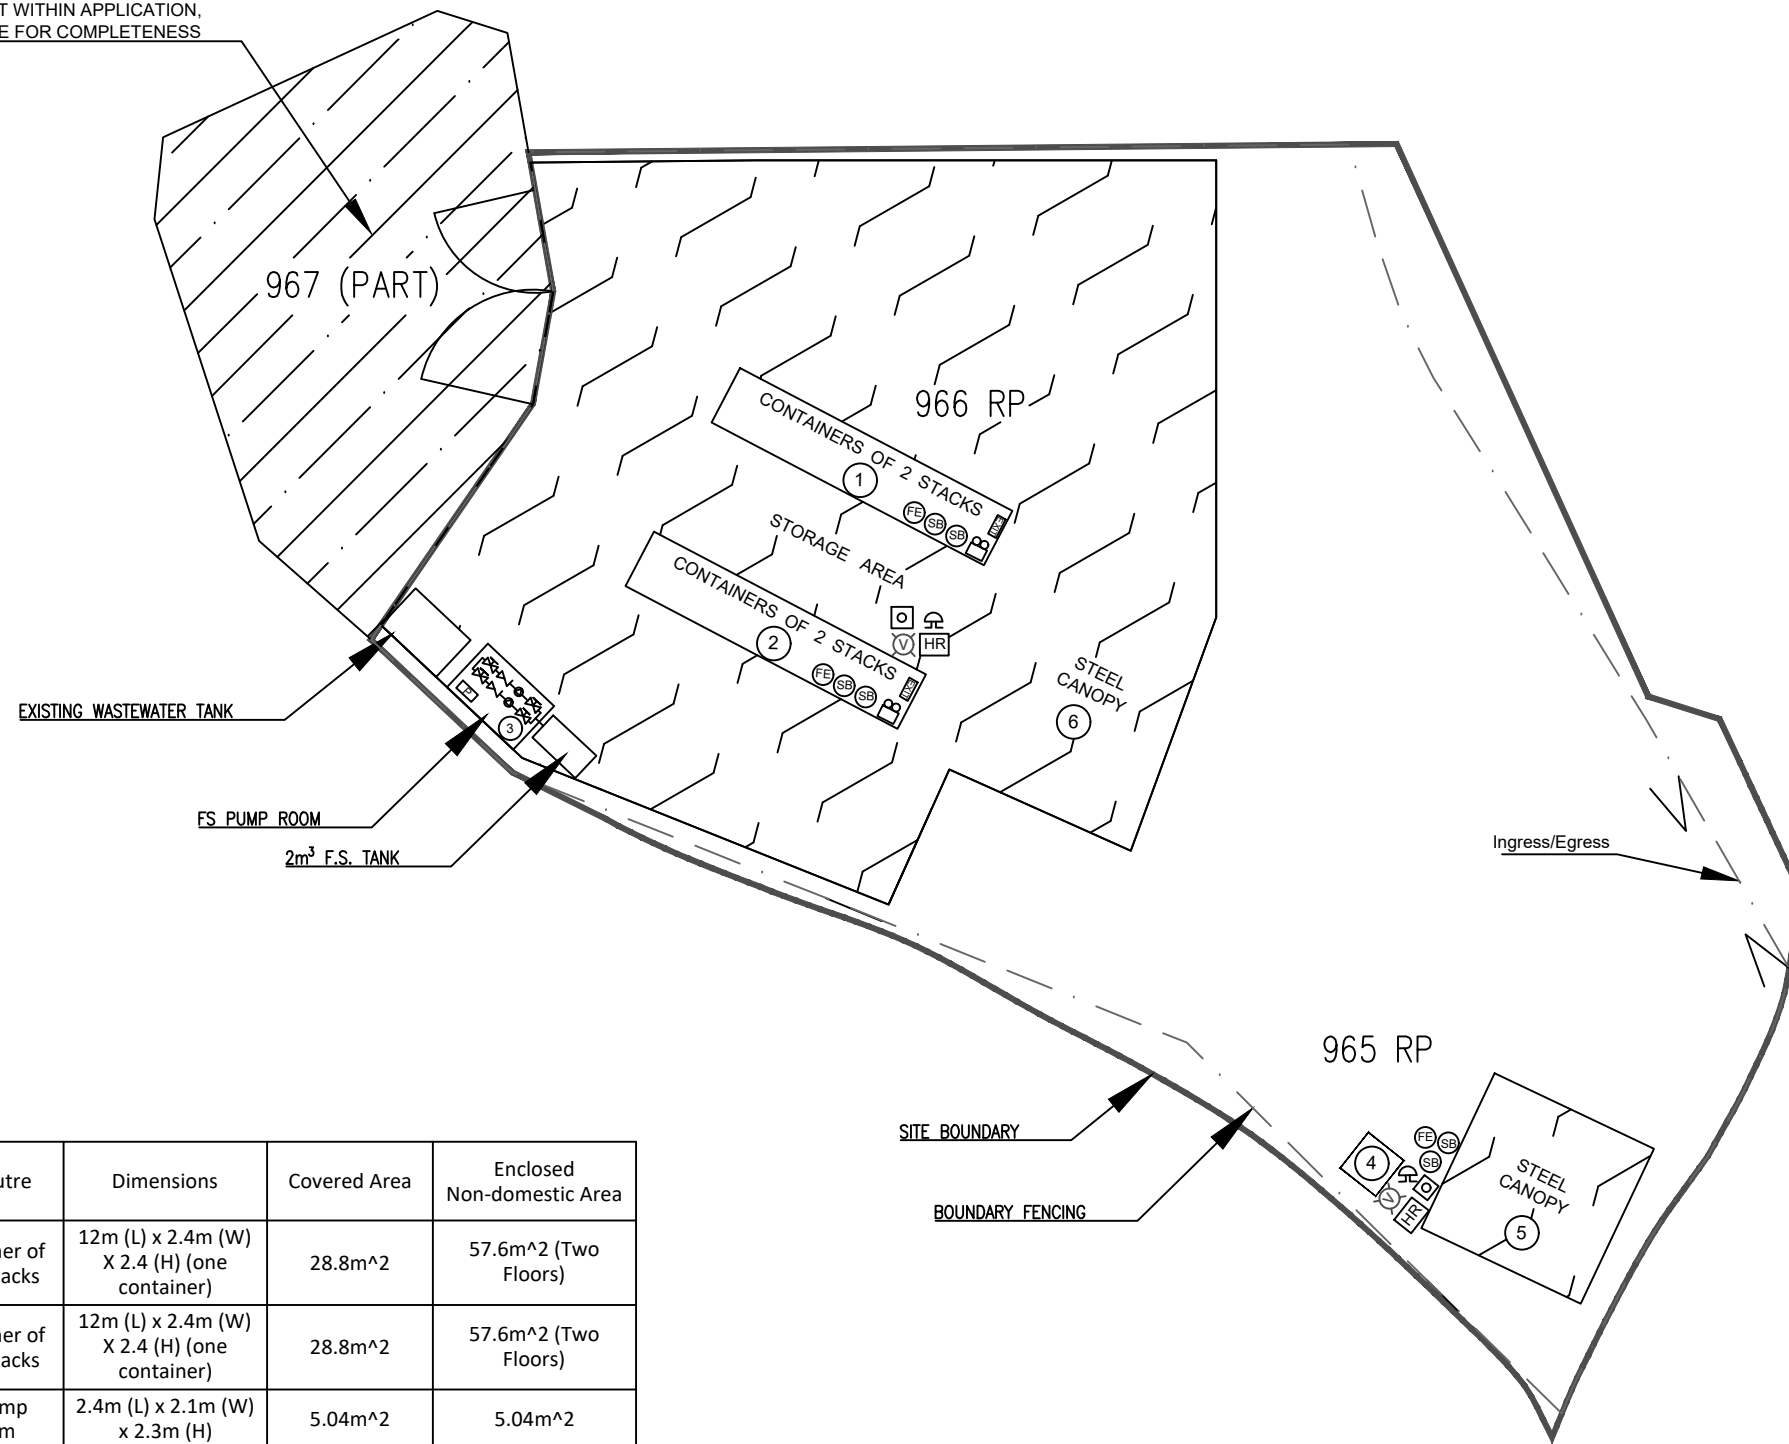 T WITHIN APPLICATION,
E FOR COMPLETENESS
967 (PART)
966 RP
CONTAINERS OF 2 STACKS
1
FE SB SB
EXIT
STORAGE AREA
CONTAINERS OF 2 STACKS
2
FE SB SB
EXIT
V HR
STEEL
CANOPY
6
P
3
EXISTING WASTEWATER TANK
FS PUMP ROOM
2m³ F.S. TANK
Ingress/Egress
965 RP
SITE BOUNDARY
BOUNDARY FENCING
4
FE SB
SB
V
HR
STEEL
CANOPY
5
utre
Dimensions
Covered Area
Enclosed
Non-domestic Area
er of
acks
12m (L) x 2.4m (W)
X 2.4 (H) (one
container)
28.8m^2
57.6m^2 (Two
Floors)
er of
acks
12m (L) x 2.4m (W)
X 2.4 (H) (one
container)
28.8m^2
57.6m^2 (Two
Floors)
mp
m
2.4m (L) x 2.1m (W)
x 2.3m (H)
5.04m^2
5.04m^2